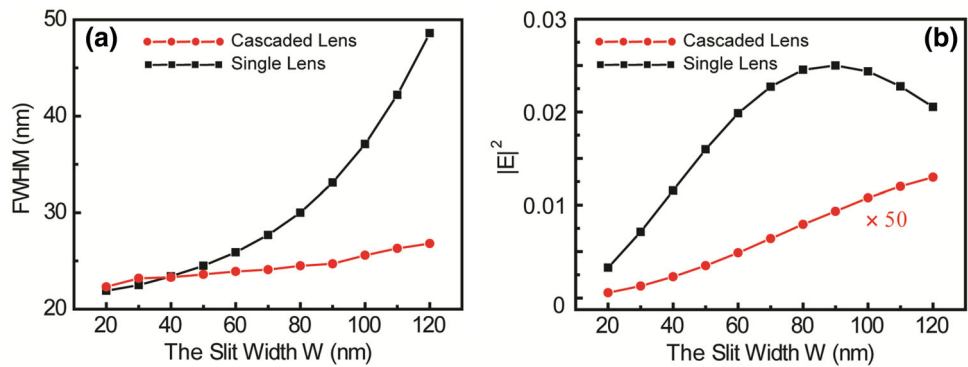 (a)
Cascaded Lens
Single Lens
FWHM (nm)
50
40
30
20
20 40 60 80 100 120
The Slit Width W (nm)
(b)
Cascaded Lens
Single Lens
|E|²
0.03
0.02
0.01
0
× 50
20 40 60 80 100 120
The Slit Width W (nm)